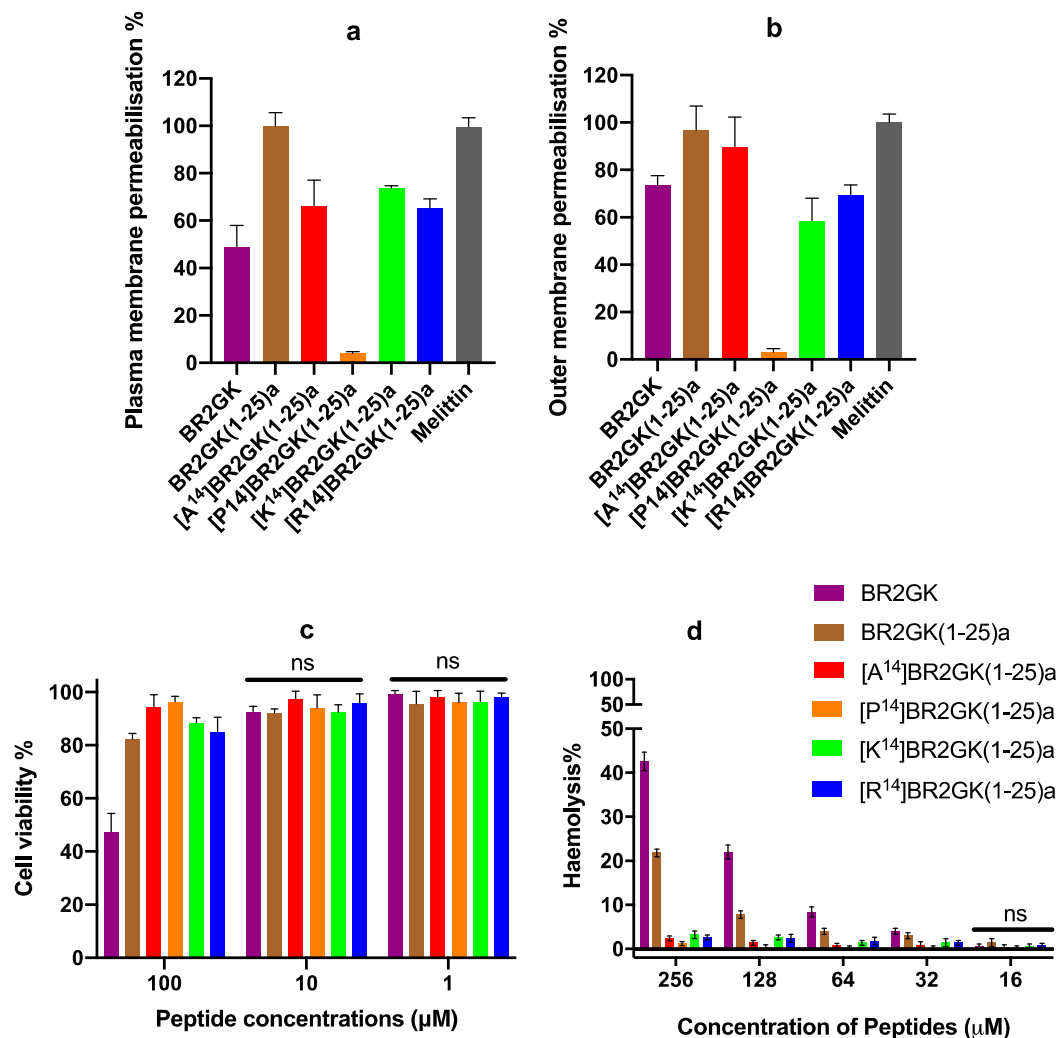 a
Plasma membrane permeabilisation %
120
100
80
60
40
20
0
BR2GK
BR2GK(1-25)a
[A¹⁴]BR2GK(1-25)a
[P14]BR2GK(1-25)a
[K¹⁴]BR2GK(1-25)a
[R14]BR2GK(1-25)a
Melittin
b
Outer membrane permeabilisation %
120
100
80
60
40
20
0
BR2GK
BR2GK(1-25)a
[A¹⁴]BR2GK(1-25)a
[P14]BR2GK(1-25)a
[K¹⁴]BR2GK(1-25)a
[R14]BR2GK(1-25)a
Melittin
c
Cell viability %
100
80
60
40
20
0
ns
ns
100
10
1
Peptide concentrations (µM)
d
BR2GK
BR2GK(1-25)a
[A¹⁴]BR2GK(1-25)a
[P¹⁴]BR2GK(1-25)a
[K¹⁴]BR2GK(1-25)a
[R¹⁴]BR2GK(1-25)a
Haemolysis%
100
50
50
40
30
20
10
0
ns
256
128
64
32
16
Concentration of Peptides (μM)